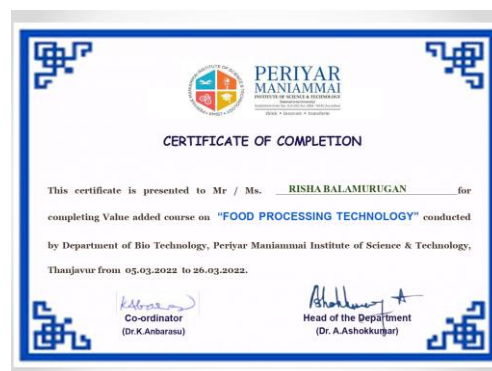 PERIYAR
MANIAMMAI
INSTITUTE OF SCIENCE & TECHNOLOGY
think • innovate • transform
CERTIFICATE OF COMPLETION
This certificate is presented to Mr / Ms. RISHA BALAMURUGAN for
completing Value added course on "FOOD PROCESSING TECHNOLOGY" conducted
by Department of Bio Technology, Periyar Maniammai Institute of Science & Technology,
Thanjavur from 05.03.2022 to 26.03.2022.
Co-ordinator
(Dr.K.Anbarasu)
Head of the Department
(Dr. A.Ashokkumar)